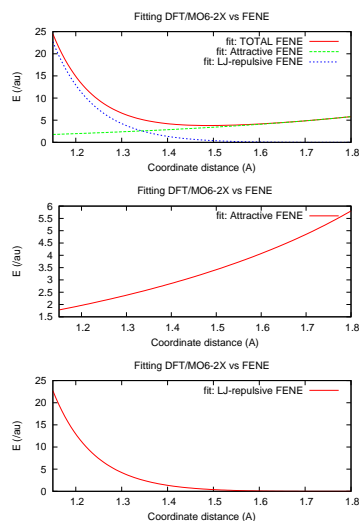 Fitting DFT/MO6-2X vs FENE
25
20
15
10
5
0
E (/au)
fit: TOTAL FENE
fit: Attractive FENE
fit: LJ-repulsive FENE
1.2 1.3 1.4 1.5 1.6 1.7 1.8
Coordinate distance (A)
Fitting DFT/MO6-2X vs FENE
6
5.5
5
4.5
4
3.5
3
2.5
2
1.5
E (/au)
fit: Attractive FENE
1.2 1.3 1.4 1.5 1.6 1.7 1.8
Coordinate distance (A)
Fitting DFT/MO6-2X vs FENE
25
20
15
10
5
0
E (/au)
fit: LJ-repulsive FENE
1.2 1.3 1.4 1.5 1.6 1.7 1.8
Coordinate distance (A)